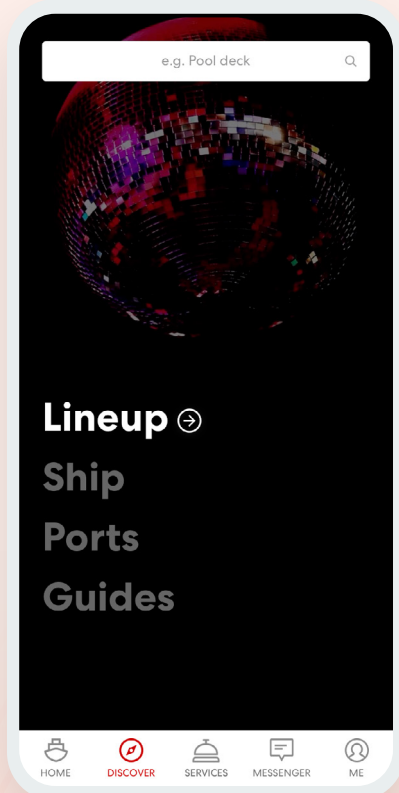 e.g. Pool deck
Lineup
Ship
Ports
Guides
HOME DISCOVER SERVICES MESSENGER ME